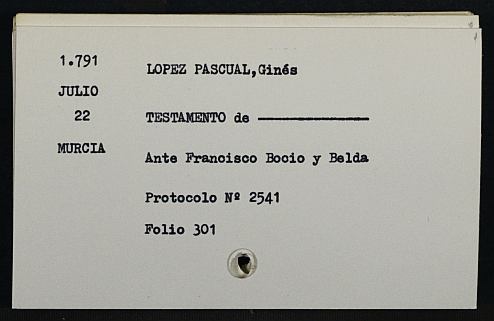 1.791
JULIO
22
MURCIA
LOPEZ PASCUAL,Ginés
TESTAMENTO de
Ante Francisco Bocio y Belda
Protocolo Nº 2541
Folio 301